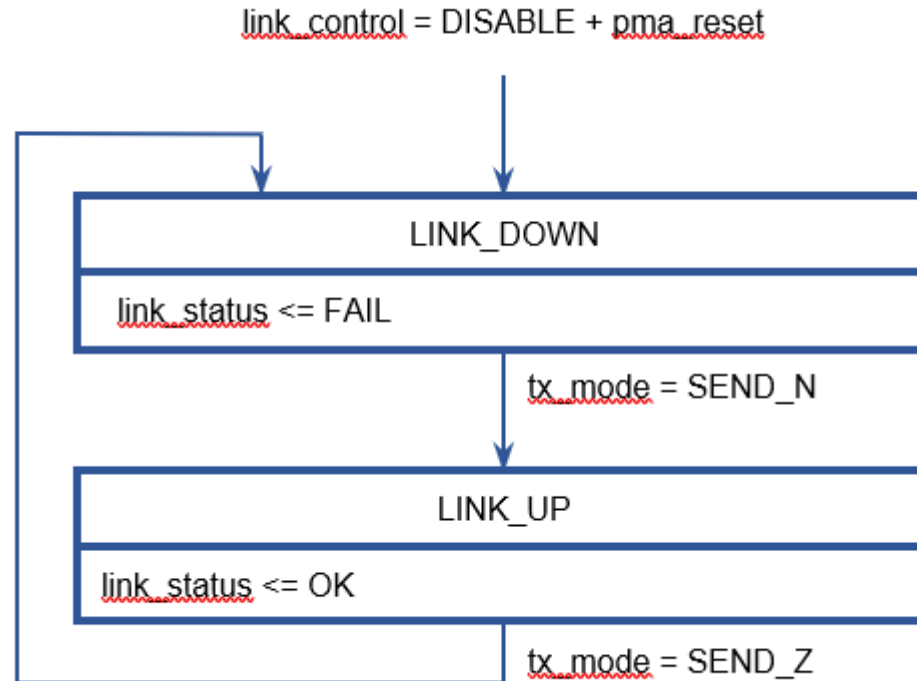 link_control = DISABLE + pma_reset
LINK_DOWN
link_status <= FAIL
tx_mode = SEND_N
LINK_UP
link_status <= OK
tx_mode = SEND_Z